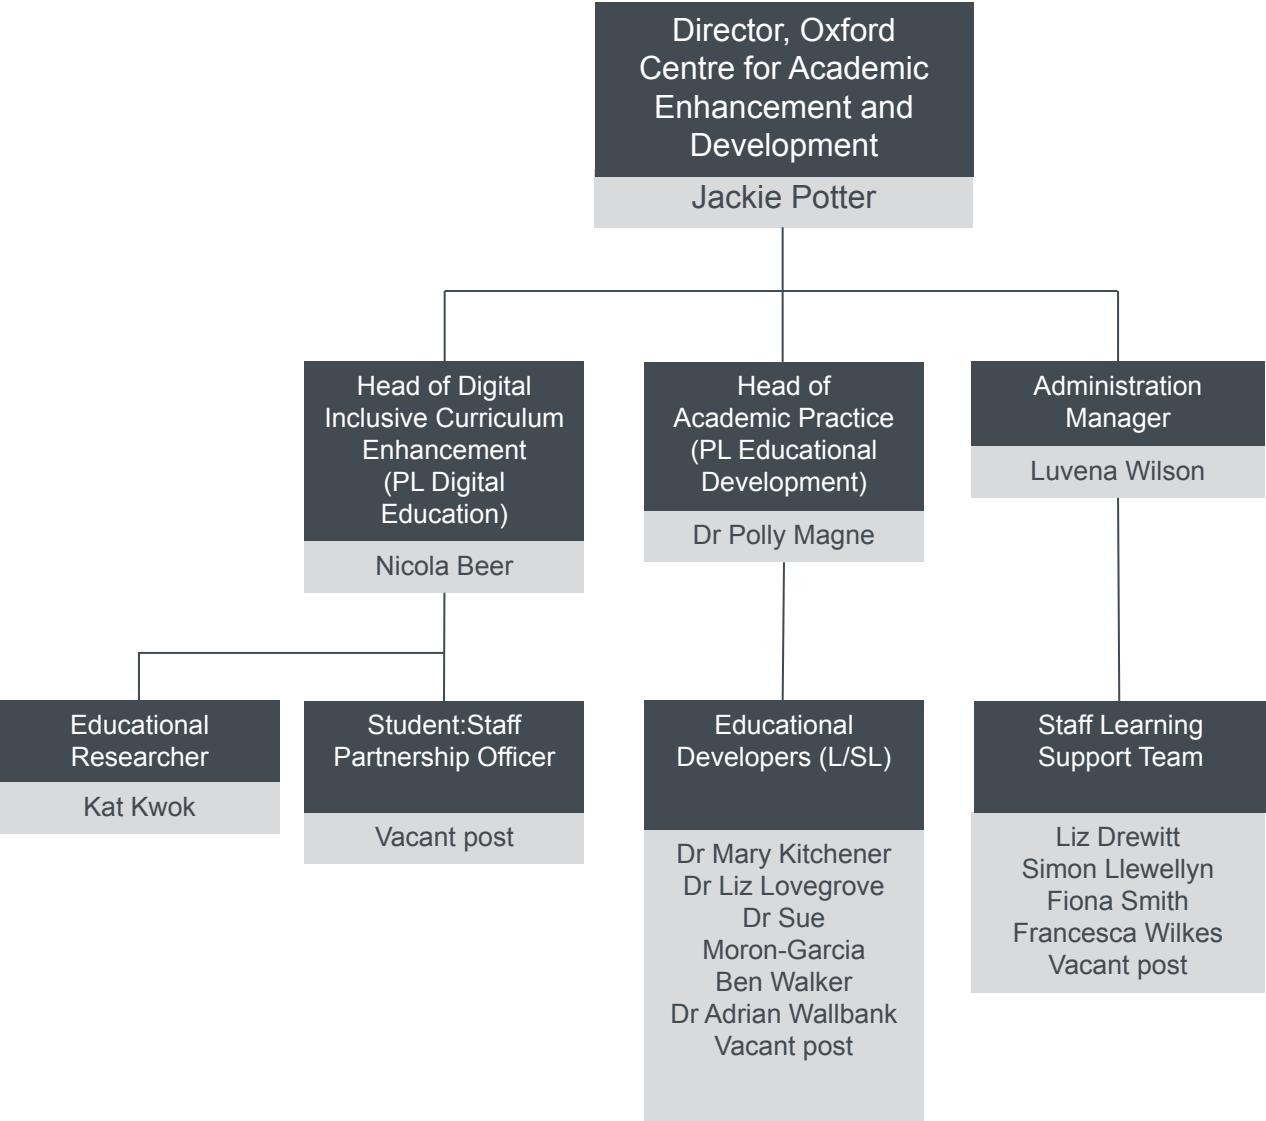 Director, Oxford
Centre for Academic
Enhancement and
Development
Jackie Potter
Head of Digital
Inclusive Curriculum
Enhancement
(PL Digital
Education)
Nicola Beer
Head of
Academic Practice
(PL Educational
Development)
Dr Polly Magne
Administration
Manager
Luvena Wilson
Educational
Researcher
Kat Kwok
Student:Staff
Partnership Officer
Vacant post
Educational
Developers (L/SL)
Dr Mary Kitchener
Dr Liz Lovegrove
Dr Sue
Moron-Garcia
Ben Walker
Dr Adrian Wallbank
Vacant post
Staff Learning
Support Team
Liz Drewitt
Simon Llewellyn
Fiona Smith
Francesca Wilkes
Vacant post